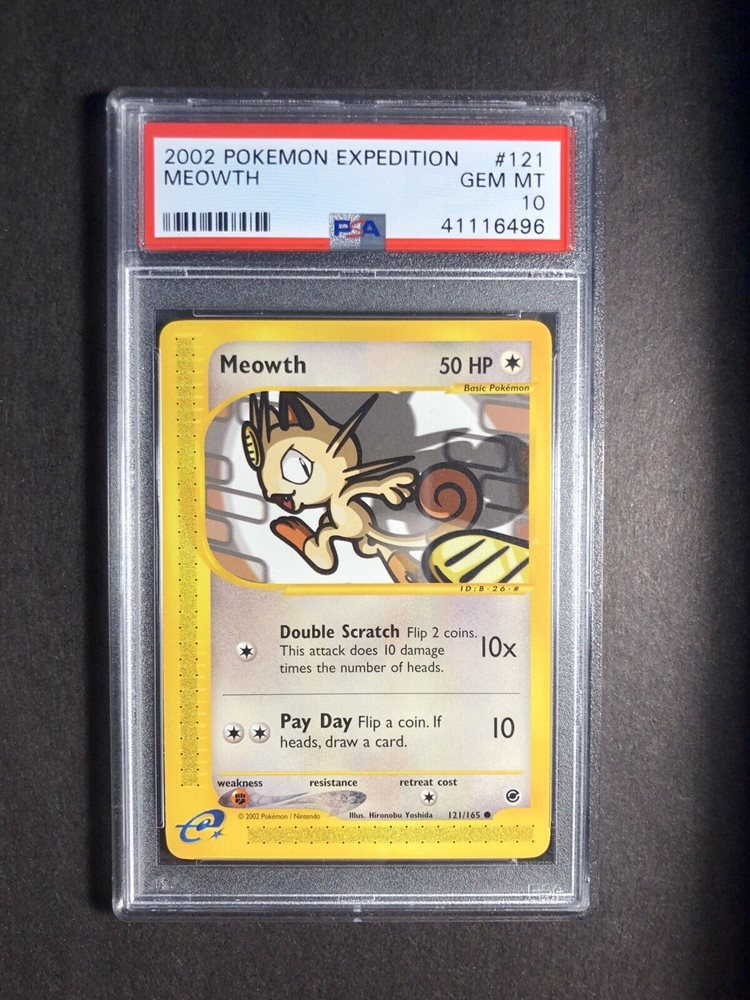 2002 POKEMON EXPEDITION #121
MEOWTH GEM MT
10
41116496
PSA
Meowth 50 HP
Basic Pokémon
ID:B-26-#
Double Scratch Flip 2 coins.
This attack does 10 damage
times the number of heads.
10x
Pay Day Flip a coin. If
heads, draw a card.
10
weakness resistance retreat cost
© 2002 Pokémon / Nintendo Illus. Hironobu Yoshida 121/165
e
PSA